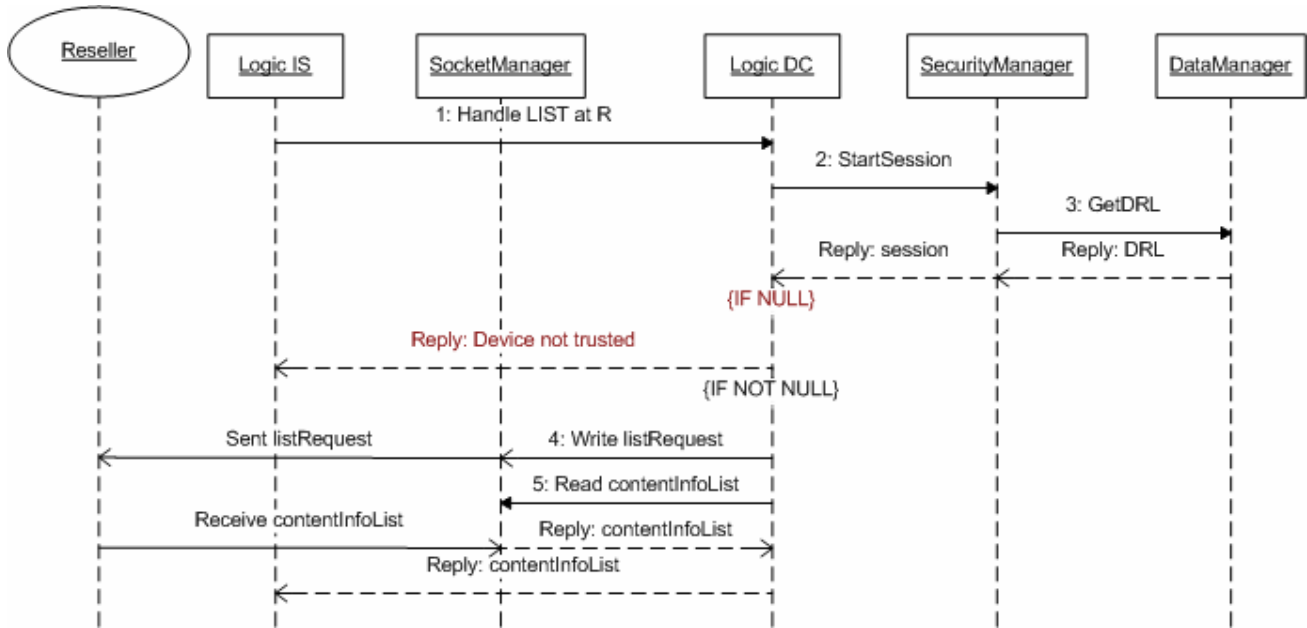 Reseller
Logic IS
SocketManager
Logic DC
SecurityManager
DataManager
1: Handle LIST at R
2: StartSession
3: GetDRL
Reply: session
Reply: DRL
{IF NULL}
Reply: Device not trusted
{IF NOT NULL}
Sent listRequest
4: Write listRequest
5: Read contentInfoList
Receive contentInfoList
Reply: contentInfoList
Reply: contentInfoList